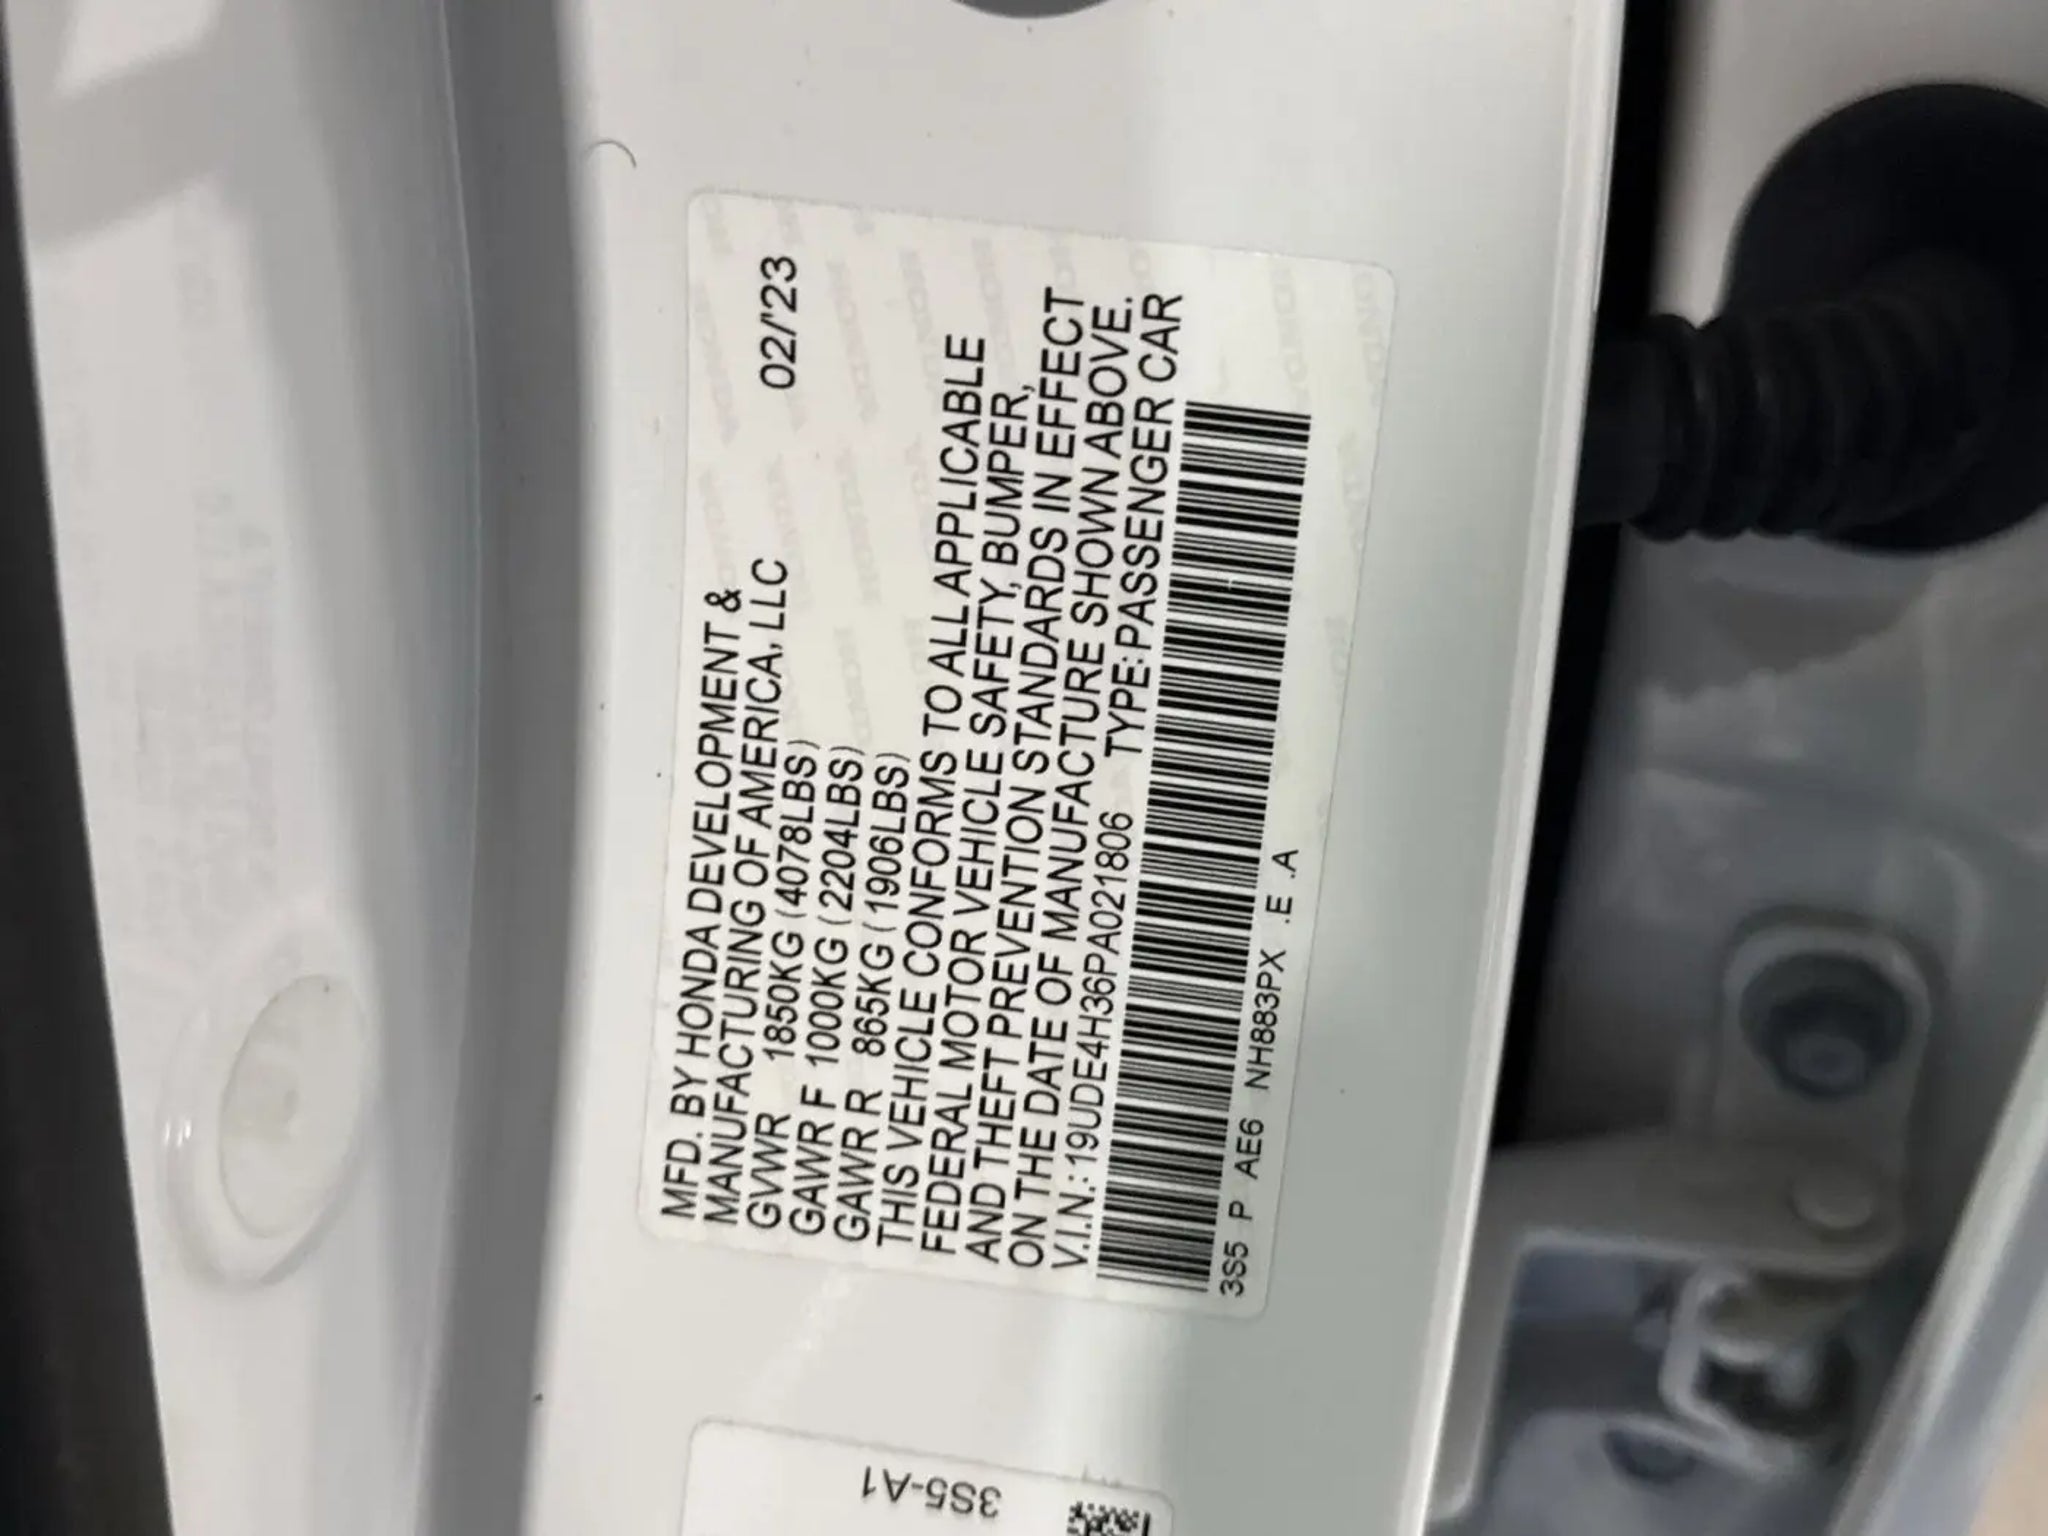 MFD. BY HONDA DEVELOPMENT &
MANUFACTURING OF AMERICA, LLC 02/'23
GVWR 1850KG (4078LBS)
GAWR F 1000KG (2204LBS)
GAWR R 865KG (1906LBS)
THIS VEHICLE CONFORMS TO ALL APPLICABLE
FEDERAL MOTOR VEHICLE SAFETY, BUMPER,
AND THEFT PREVENTION STANDARDS IN EFFECT
ON THE DATE OF MANUFACTURE SHOWN ABOVE.
V.I.N.: 19UDE4H36PA021806 TYPE: PASSENGER CAR
3S5 P AE6 NH883PX .E .A
3S5-A1